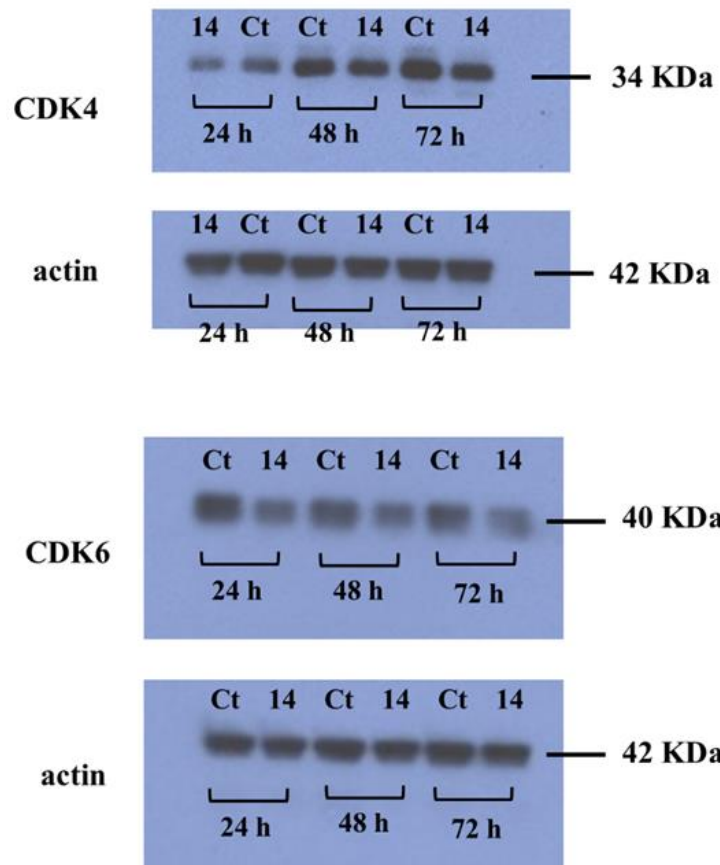 14 Ct Ct 14 Ct 14
34 KDa
CDK4
24 h 48 h 72 h
14 Ct Ct 14 Ct 14
actin
42 KDa
24 h 48 h 72 h
Ct 14 Ct 14 Ct 14
40 KDa
CDK6
24 h 48 h 72 h
Ct 14 Ct 14 Ct 14
42 KDa
actin
24 h 48 h 72 h